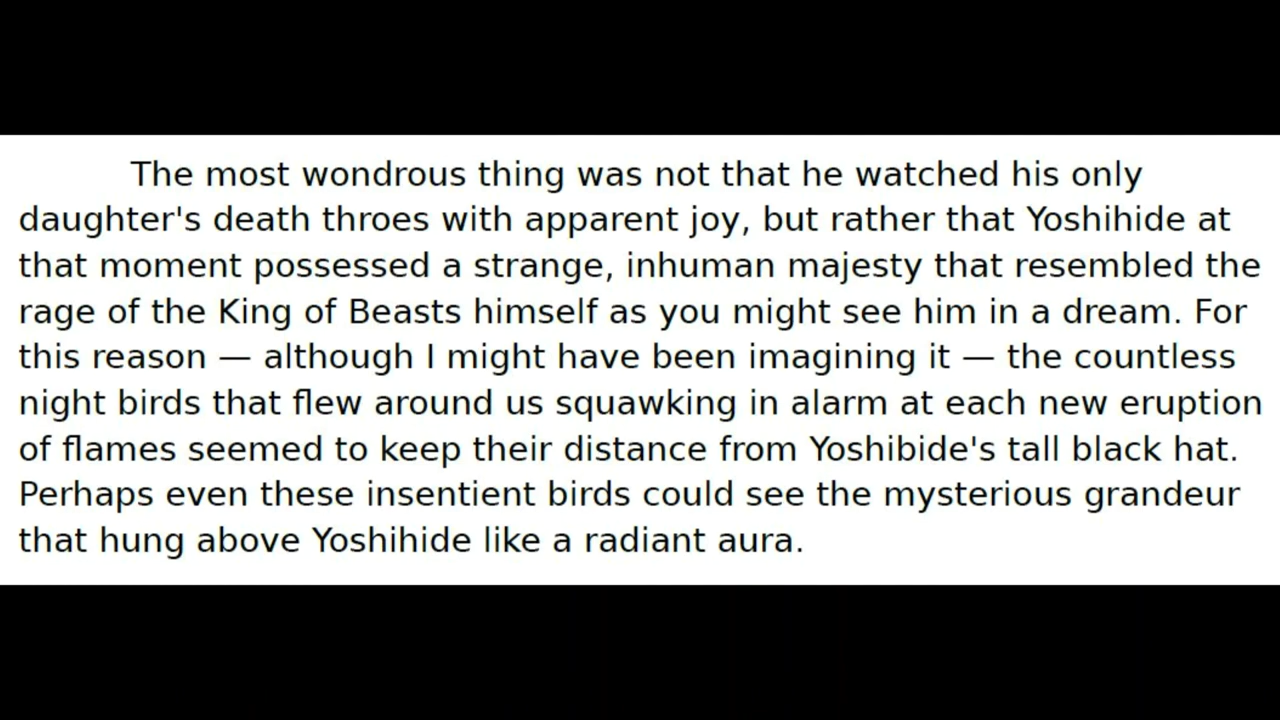 The most wondrous thing was not that he watched his only
daughter's death throes with apparent joy, but rather that Yoshihide at
that moment possessed a strange, inhuman majesty that resembled the
rage of the King of Beasts himself as you might see him in a dream. For
this reason — although I might have been imagining it — the countless
night birds that flew around us squawking in alarm at each new eruption
of flames seemed to keep their distance from Yoshibide's tall black hat.
Perhaps even these insentient birds could see the mysterious grandeur
that hung above Yoshihide like a radiant aura.